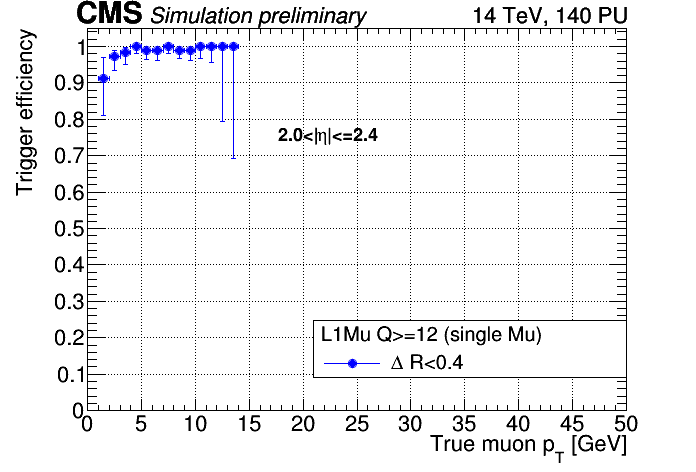 CMS Simulation preliminary 14 TeV, 140 PU
Trigger efficiency
1
0.9
0.8
0.7
0.6
0.5
0.4
0.3
0.2
0.1
0
2.0<|η|<=2.4
L1Mu Q>=12 (single Mu)
Δ R<0.4
0 5 10 15 20 25 30 35 40 45 50
True muon p_T [GeV]